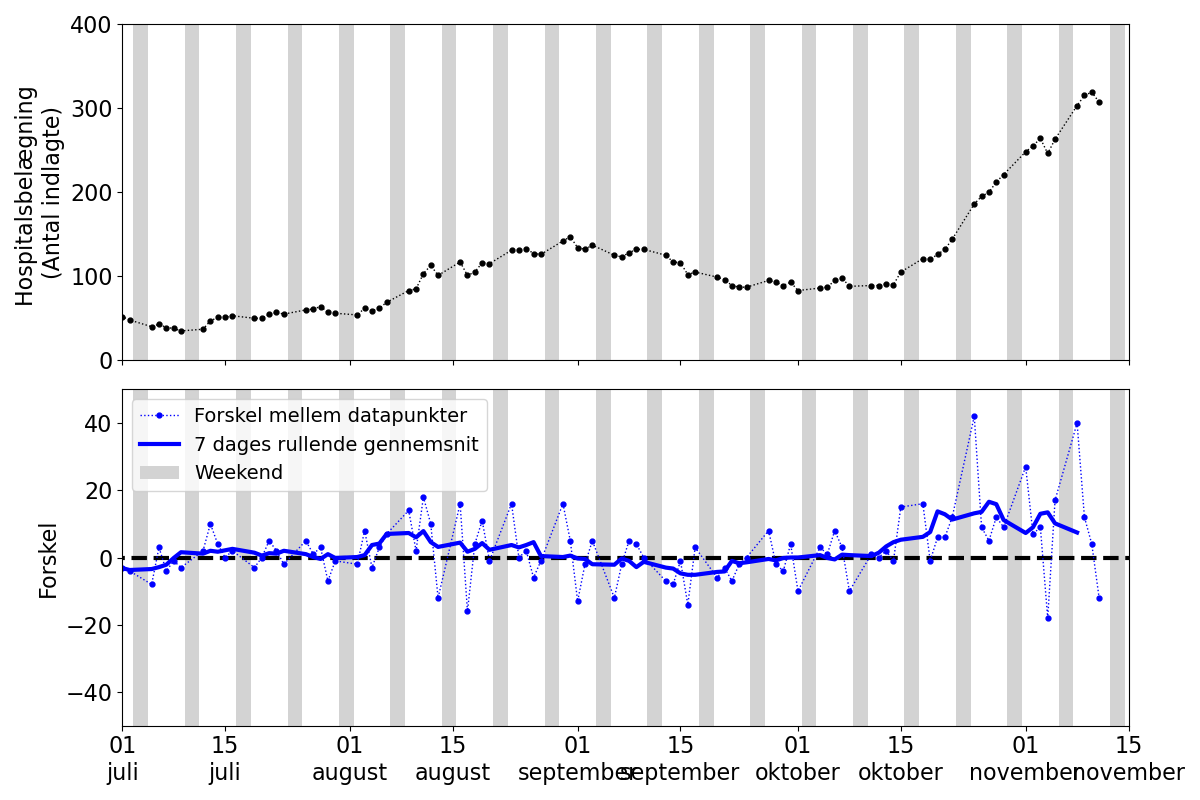 Hospitalsbelægning
(Antal indlagte)
400
300
200
100
0
Forskel
40
20
0
−20
−40
Forskel mellem datapunkter
7 dages rullende gennemsnit
Weekend
01
juli
15
juli
01
august
15
august
01
september
15
september
01
oktober
15
oktober
01
november
15
november